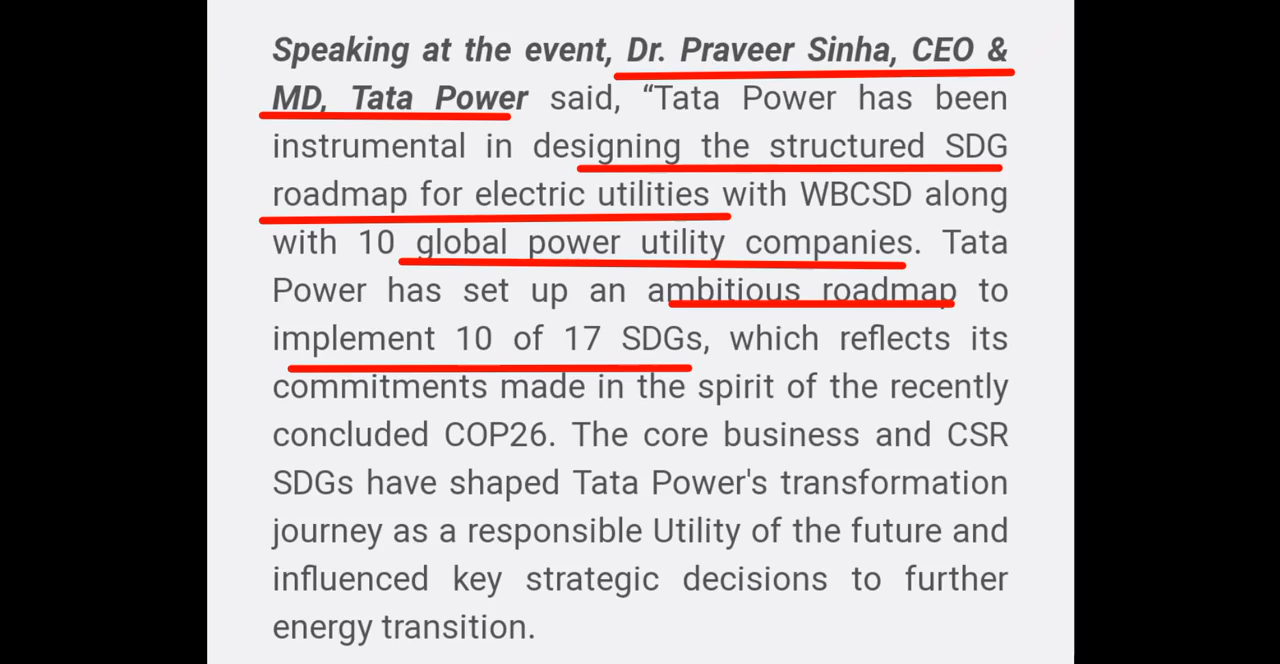 Speaking at the event, Dr. Praveer Sinha, CEO &
MD, Tata Power said, “Tata Power has been
instrumental in designing the structured SDG
roadmap for electric utilities with WBCSD along
with 10 global power utility companies. Tata
Power has set up an ambitious roadmap to
implement 10 of 17 SDGs, which reflects its
commitments made in the spirit of the recently
concluded COP26. The core business and CSR
SDGs have shaped Tata Power's transformation
journey as a responsible Utility of the future and
influenced key strategic decisions to further
energy transition.